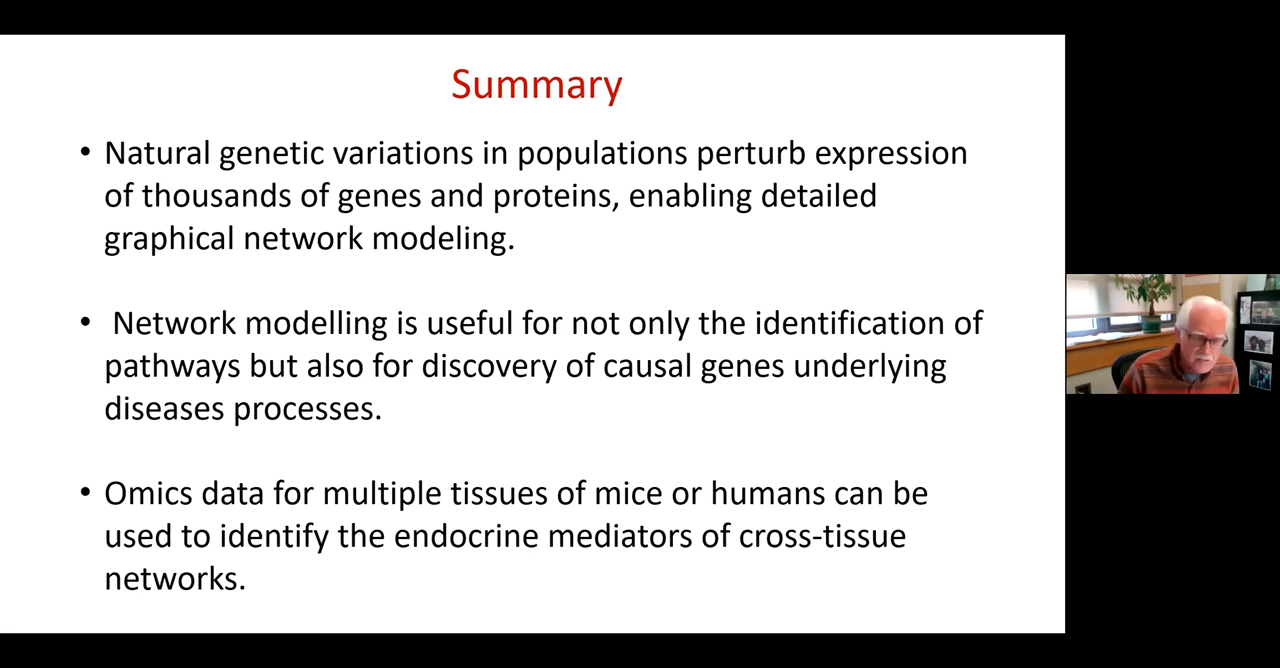 Summary
• Natural genetic variations in populations perturb expression
of thousands of genes and proteins, enabling detailed
graphical network modeling.
• Network modelling is useful for not only the identification of
pathways but also for discovery of causal genes underlying
diseases processes.
• Omics data for multiple tissues of mice or humans can be
used to identify the endocrine mediators of cross-tissue
networks.